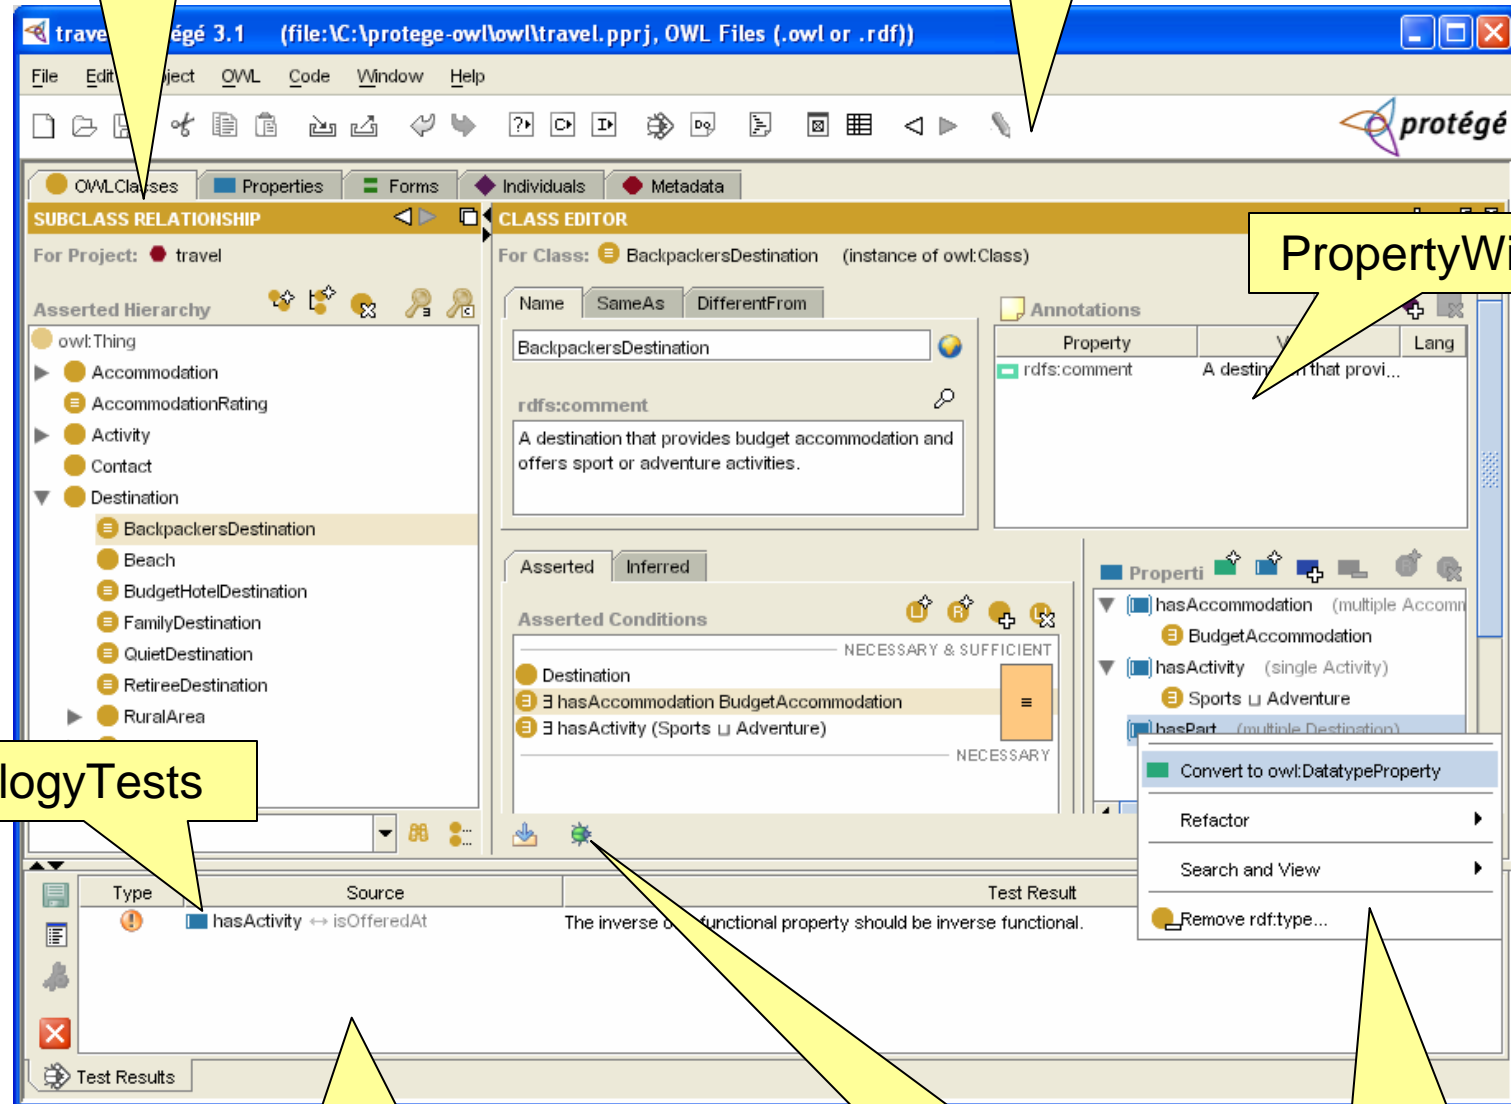 égé 3.1 (file:\C:\protege-owl\owl\travel.pprj, OWL Files (.owl or .rdf))
File Edit OWL Code Window Help
protégé
OWLClasses Properties Forms Individuals Metadata
SUBCLASS RELATIONSHIP
CLASS EDITOR
For Project: travel
For Class: BackpackersDestination (instance of owl:Class)
PropertyWi
Asserted Hierarchy
Name SameAs DifferentFrom
Annotations
owl:Thing
Accommodation
AccommodationRating
Activity
Contact
Destination
BackpackersDestination
Beach
BudgetHotelDestination
FamilyDestination
QuietDestination
RetireeDestination
RuralArea
BackpackersDestination
rdfs:comment
A destination that provides budget accommodation and
offers sport or adventure activities.
Property Lang
rdfs:comment A destination that provi...
Asserted Inferred
Asserted Conditions
NECESSARY & SUFFICIENT
Destination
∃ hasAccommodation BudgetAccommodation
≡
∃ hasActivity (Sports ⊔ Adventure)
NECESSARY
Properti
hasAccommodation (multiple Accomm
BudgetAccommodation
hasActivity (single Activity)
Sports ⊔ Adventure
hasPart (multiple Destination)
Convert to owl:DatatypeProperty
Refactor
Search and View
Remove rdf:type...
logyTests
Type Source Test Result
hasActivity ↔ isOfferedAt The inverse functional property should be inverse functional.
Test Results